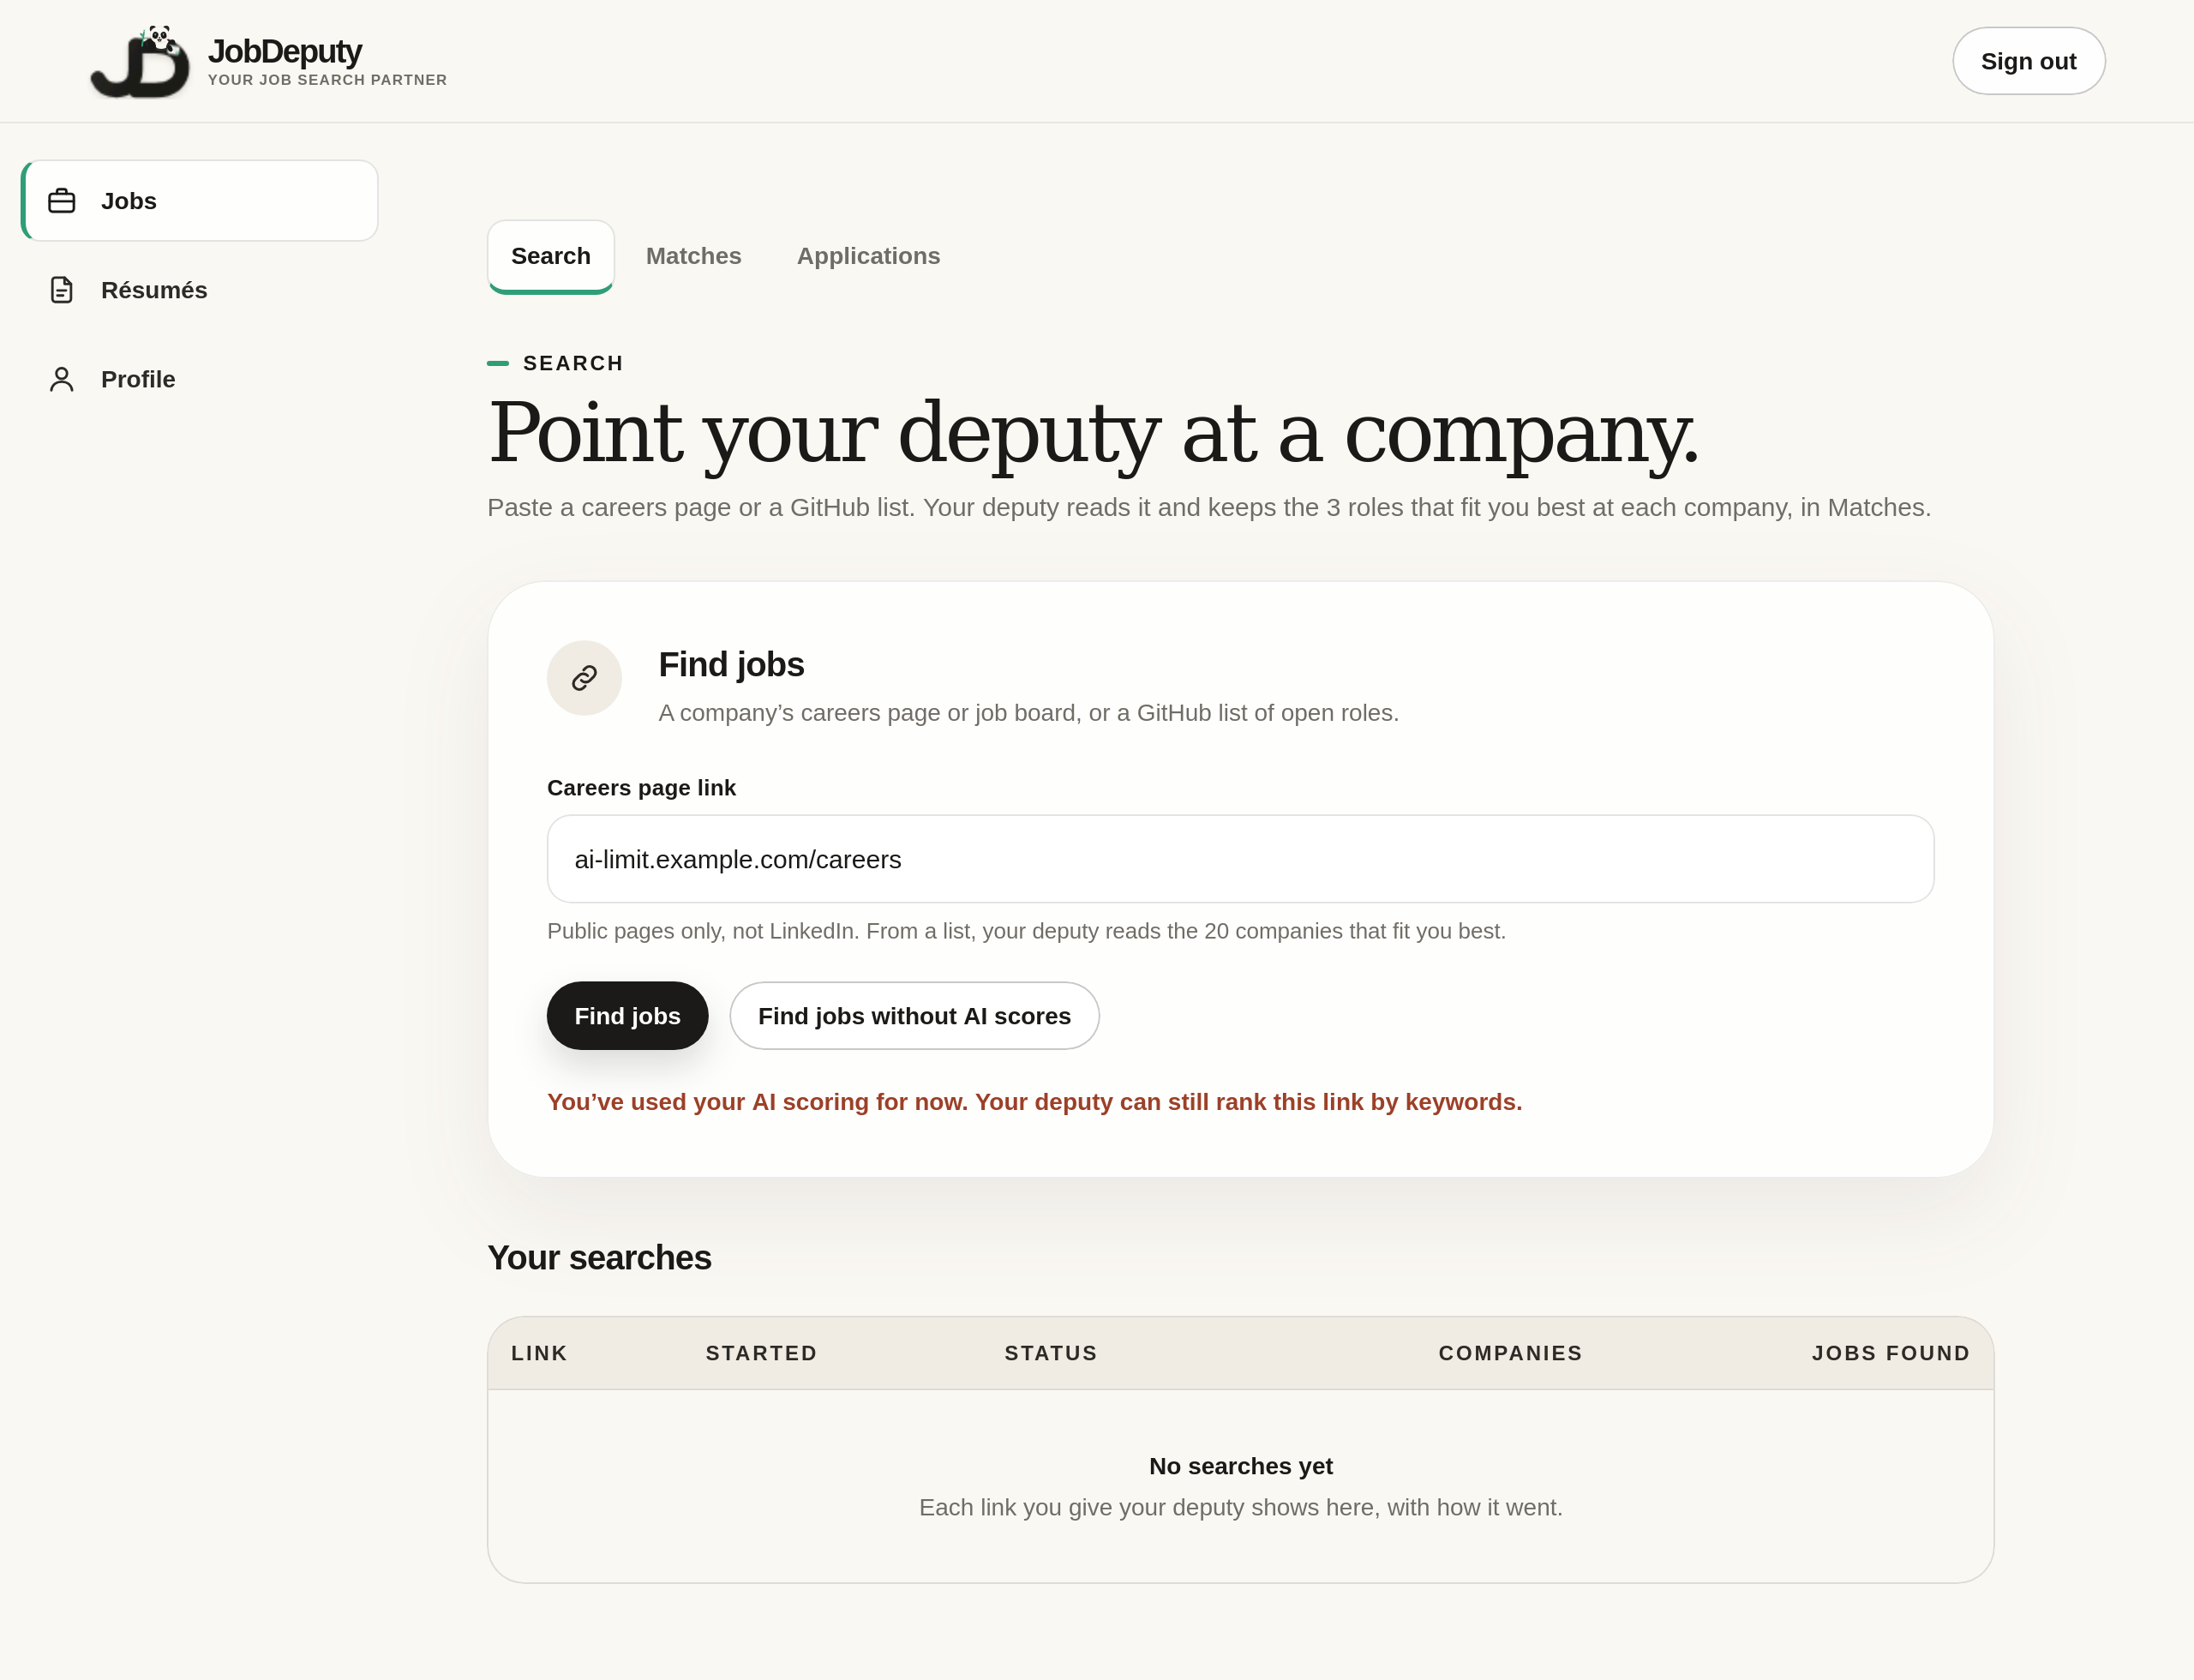 JobDeputy
YOUR JOB SEARCH PARTNER
Sign out
Jobs
Résumés
Profile
Search
Matches
Applications
SEARCH
Point your deputy at a company.
Paste a careers page or a GitHub list. Your deputy reads it and keeps the 3 roles that fit you best at each company, in Matches.
Find jobs
A company’s careers page or job board, or a GitHub list of open roles.
Careers page link
ai-limit.example.com/careers
Public pages only, not LinkedIn. From a list, your deputy reads the 20 companies that fit you best.
Find jobs
Find jobs without AI scores
You’ve used your AI scoring for now. Your deputy can still rank this link by keywords.
Your searches
LINK STARTED STATUS COMPANIES JOBS FOUND
No searches yet
Each link you give your deputy shows here, with how it went.